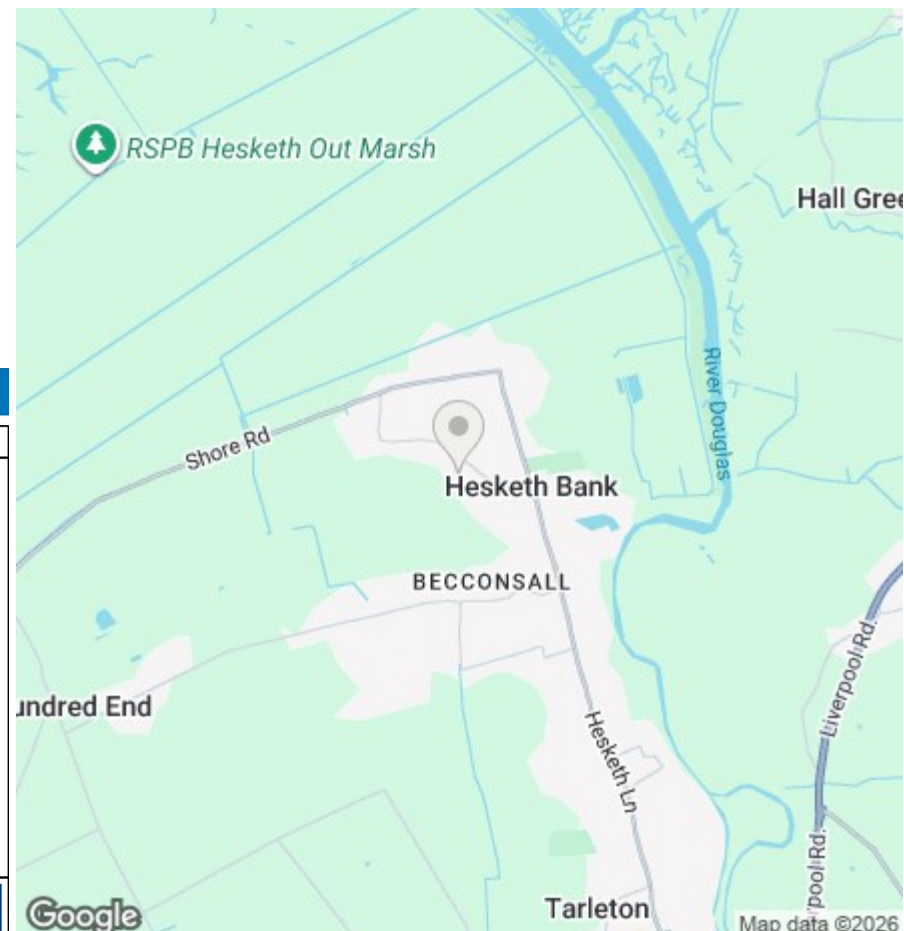 RSPB Hesketh Out Marsh
Hall Gree
River Douglas
Shore Rd
Hesketh Bank
BECCONSALL
Liverpool Rd.
undred End
Hesketh Ln
pool Rd.
Tarleton
Google
Map data ©2026